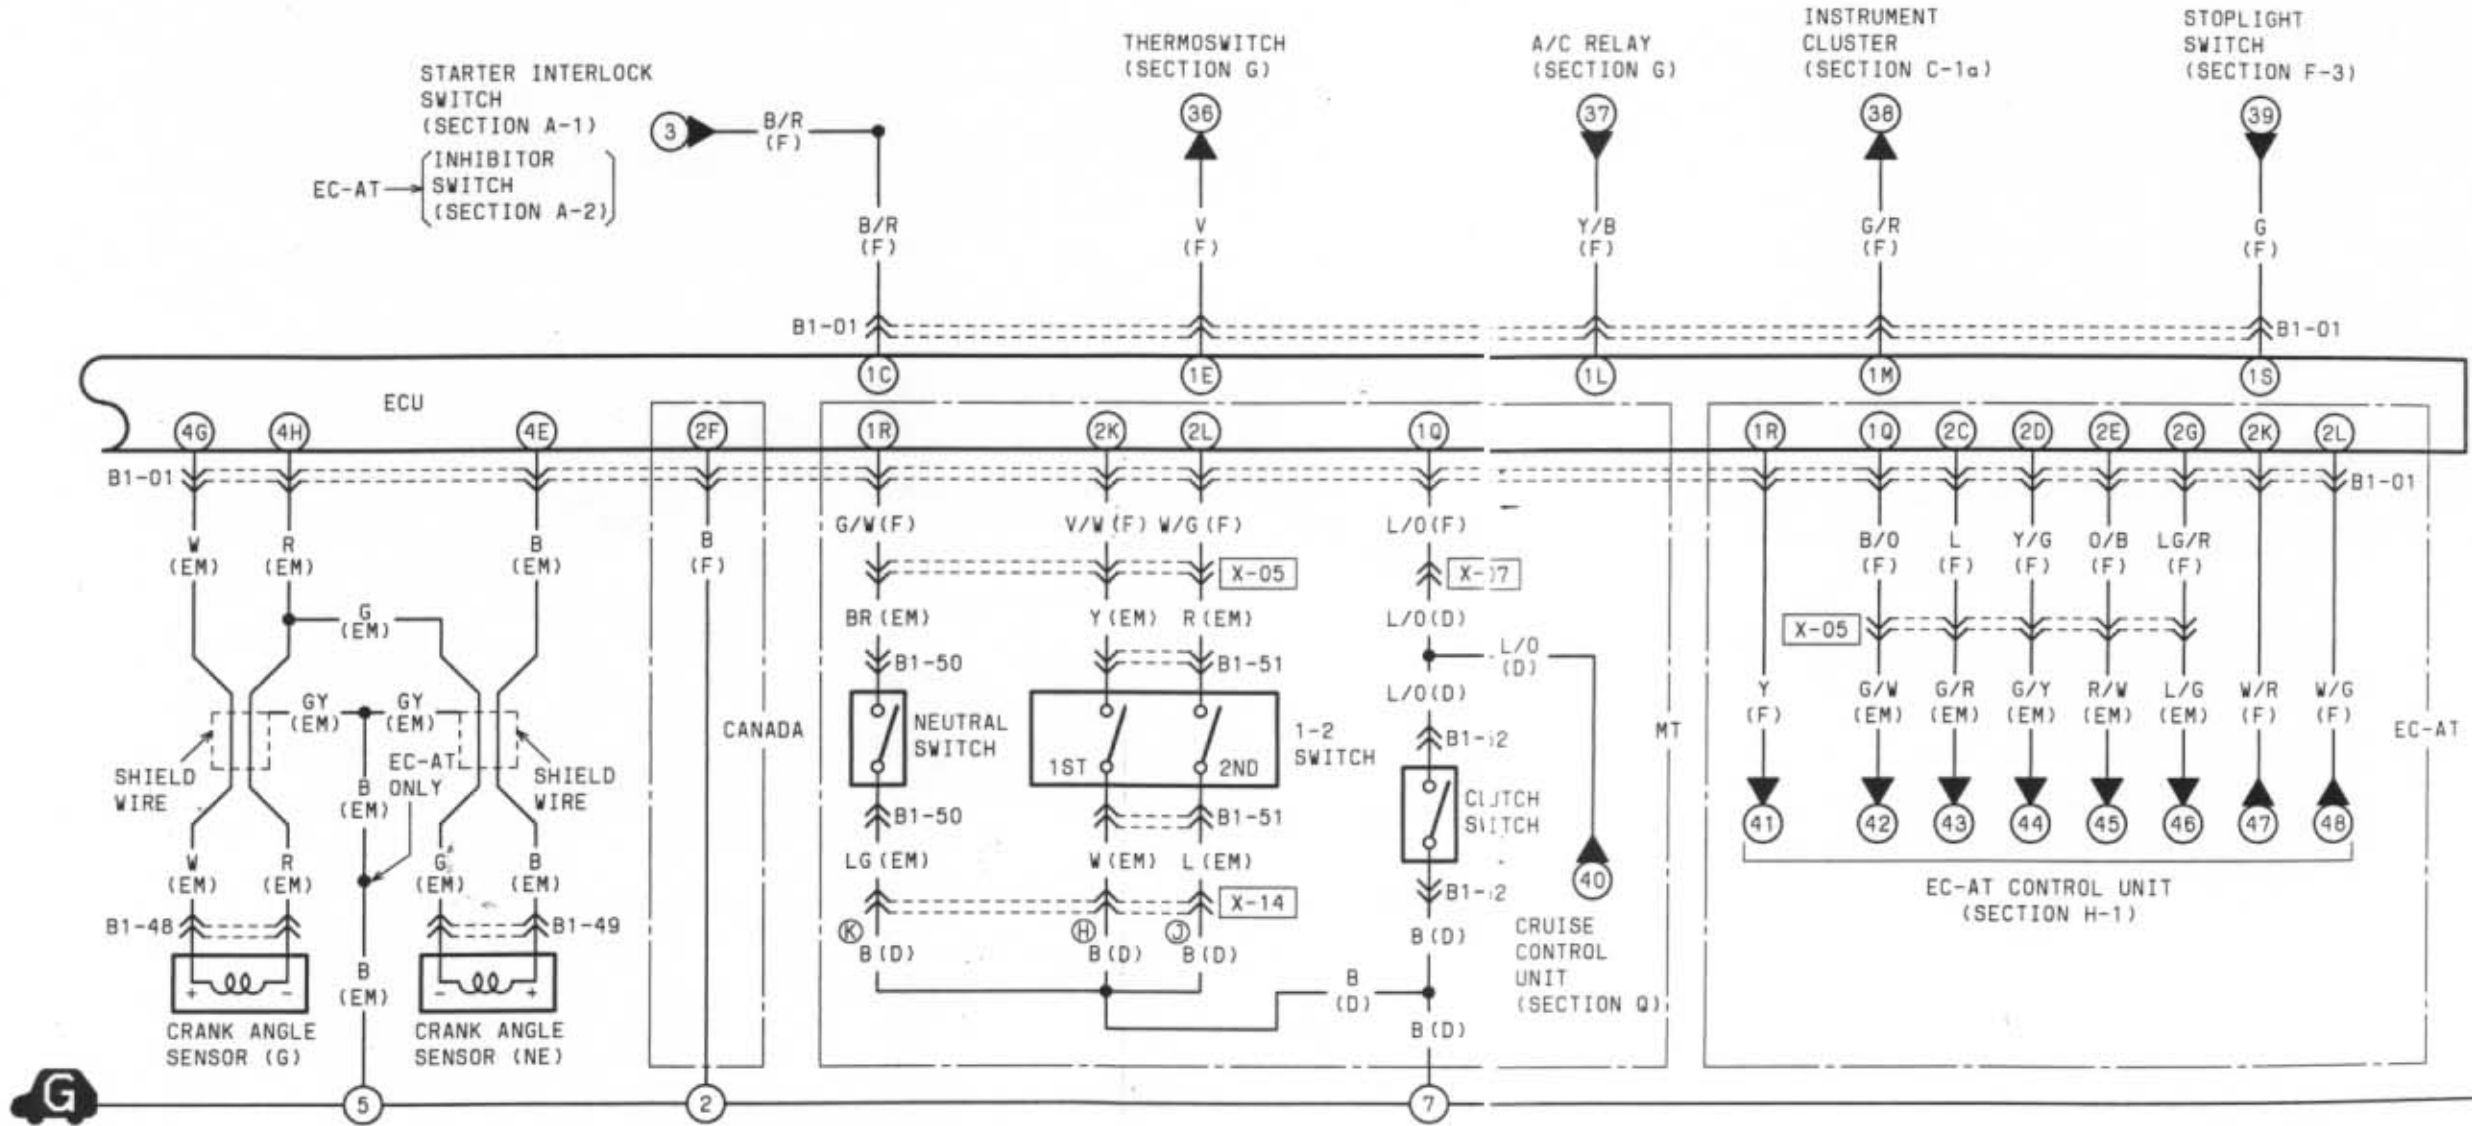 STARTER INTERLOCK
SWITCH
(SECTION A-1)
EC-AT
INHIBITOR
SWITCH
(SECTION A-2)
3
B/R
(F)
B/R
(F)
THERMOSWITCH
(SECTION G)
36
V
(F)
A/C RELAY
(SECTION G)
37
Y/B
(F)
INSTRUMENT
CLUSTER
(SECTION C-1a)
38
G/R
(F)
STOPLIGHT
SWITCH
(SECTION F-3)
39
G
(F)
B1-01
B1-01
1C
1E
1L
1M
1S
ECU
4G
4H
4E
2F
1R
2K
2L
1Q
1R
1Q
2C
2D
2E
2G
2K
2L
B1-01
B1-01
W
(EM)
R
(EM)
B
(EM)
G
(EM)
GY
(EM)
GY
(EM)
SHIELD
WIRE
B
(EM)
EC-AT
ONLY
SHIELD
WIRE
W
(EM)
R
(EM)
G
(EM)
B
(EM)
B1-48
B1-49
+
-
-
+
B
(EM)
CRANK ANGLE
SENSOR (G)
CRANK ANGLE
SENSOR (NE)
B
(F)
CANADA
G/W(F)
V/W(F)
W/G(F)
L/O(F)
X-05
X- 7
BR(EM)
Y(EM)
R(EM)
L/O(D)
L/O
(D)
B1-50
B1-51
L/O(D)
NEUTRAL
SWITCH
1ST
2ND
1-2
SWITCH
B1- 2
CLUTCH
SWITCH
MT
B1-50
B1-51
B1- 2
LG(EM)
W(EM)
L(EM)
X-14
K
H
J
B(D)
B(D)
B(D)
B(D)
B
(D)
B(D)
40
CRUISE
CONTROL
UNIT
(SECTION Q)
B/O
(F)
L
(F)
Y/G
(F)
O/B
(F)
LG/R
(F)
X-05
Y
(F)
G/W
(EM)
G/R
(EM)
G/Y
(EM)
R/W
(EM)
L/G
(EM)
W/R
(F)
W/G
(F)
EC-AT
41
42
43
44
45
46
47
48
EC-AT CONTROL UNIT
(SECTION H-1)
G
5
2
7